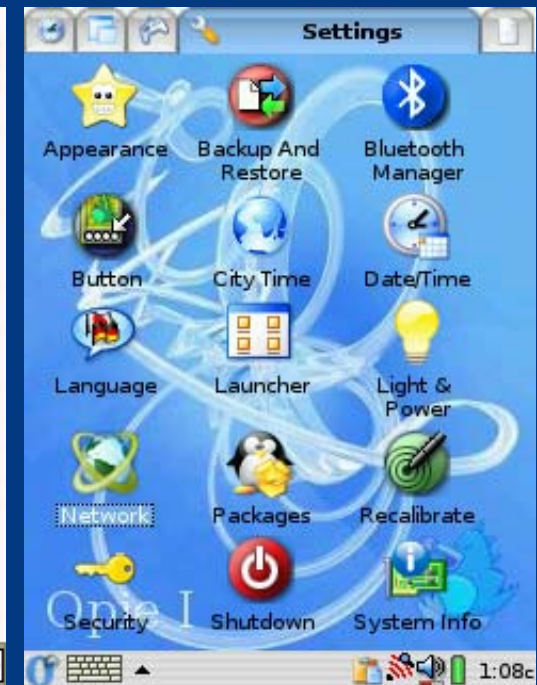 Settings
Appearance
Backup And
Restore
Bluetooth
Manager
Button
City Time
Date/Time
Language
Launcher
Light &
Power
Network
Packages
Recalibrate
Opie I
Security
Shutdown
System Info
1:08